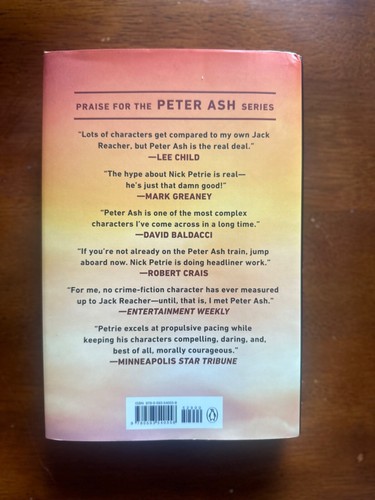 PRAISE FOR THE PETER ASH SERIES
"Lots of characters get compared to my own Jack
Reacher, but Peter Ash is the real deal."
—LEE CHILD
"The hype about Nick Petrie is real—
he's just that damn good!"
—MARK GREANEY
"Peter Ash is one of the most complex
characters I've come across in a long time."
—DAVID BALDACCI
"If you're not already on the Peter Ash train, jump
aboard now. Nick Petrie is doing headliner work."
—ROBERT CRAIS
"For me, no crime-fiction character has ever measured
up to Jack Reacher—until, that is, I met Peter Ash."
—ENTERTAINMENT WEEKLY
"Petrie excels at propulsive pacing while
keeping his characters compelling, daring, and,
best of all, morally courageous."
—MINNEAPOLIS STAR TRIBUNE
ISBN